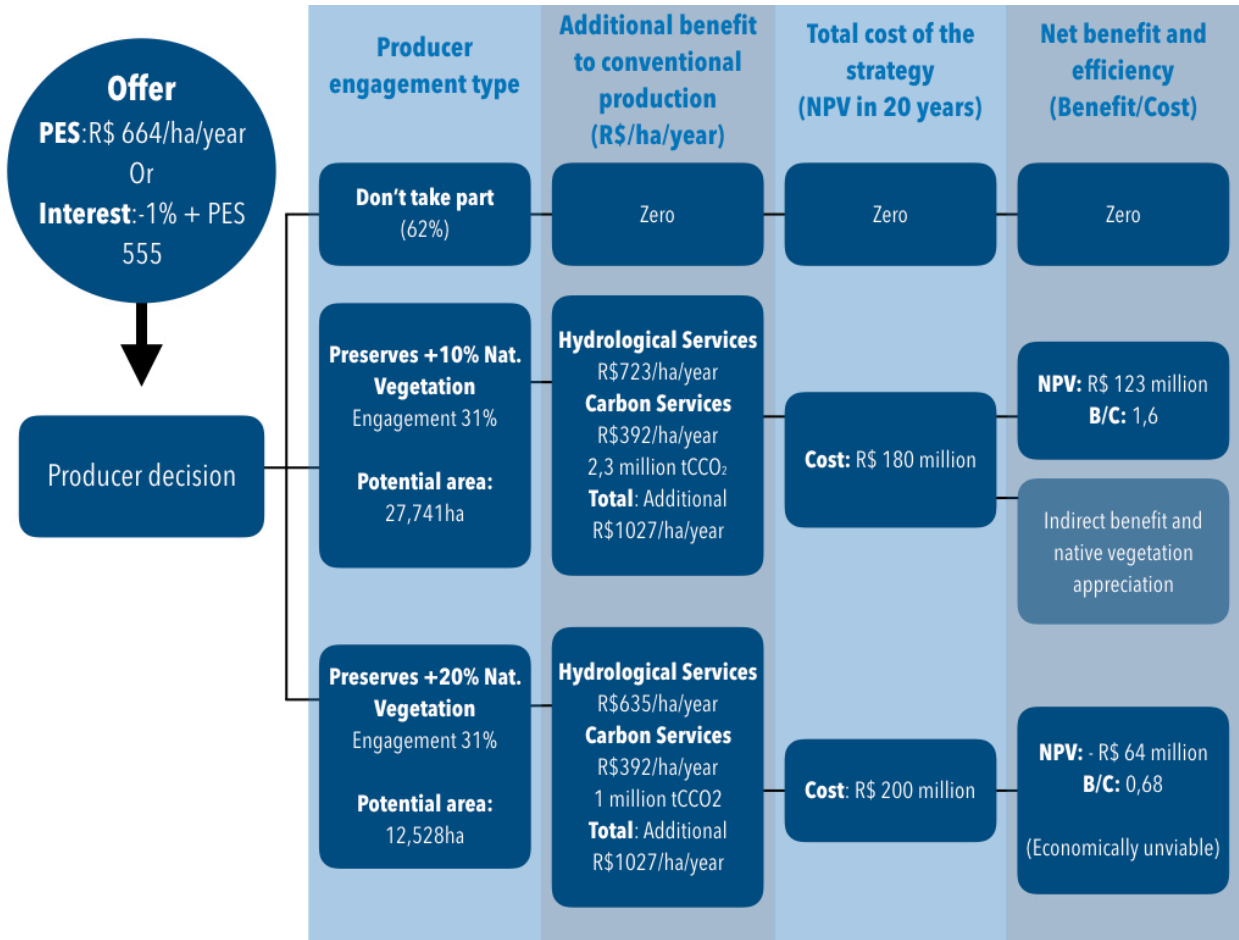 Offer
PES:R$ 664/ha/year
Or
Interest:-1% + PES
555
Producer decision
Producer
engagement type
Additional benefit
to conventional
production
(R$/ha/year)
Total cost of the
strategy
(NPV in 20 years)
Net benefit and
efficiency
(Benefit/Cost)
Don't take part
(62%)
Zero
Zero
Zero
Preserves +10% Nat.
Vegetation
Engagement 31%
Potential area:
27,741ha
Hydrological Services
R$723/ha/year
Carbon Services
R$392/ha/year
2,3 million tCCO₂
Total: Additional
R$1027/ha/year
Cost: R$ 180 million
NPV: R$ 123 million
B/C: 1,6
Indirect benefit and
native vegetation
appreciation
Preserves +20% Nat.
Vegetation
Engagement 31%
Potential area:
12,528ha
Hydrological Services
R$635/ha/year
Carbon Services
R$392/ha/year
1 million tCCO2
Total: Additional
R$1027/ha/year
Cost: R$ 200 million
NPV: - R$ 64 million
B/C: 0,68
(Economically unviable)